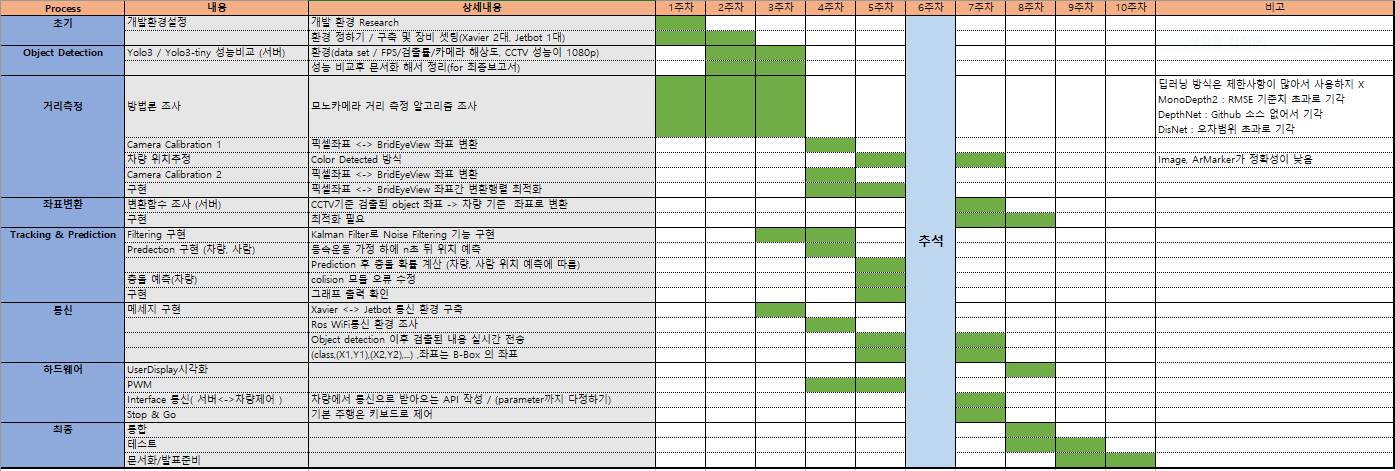 Process 내용 상세내용 1주차 2주차 3주차 4주차 5주차 6주차 7주차 8주차 9주차 10주차 비고
초기 개발환경설정 개발 환경 Research
환경 정하기 / 구축 및 장비 셋팅(Xavier 2대, Jetbot 1대)
Object Detection Yolo3 / Yolo3-tiny 성능비교 (서버) 환경(data set / FPS/검출률/카메라 해상도, CCTV 성능이 1080p)
성능 비교후 문서화 해서 정리(for 최종보고서)
거리측정 방법론 조사 모노카메라 거리 측정 알고리즘 조사
딥러닝 방식은 제한사항이 많아서 사용하지 X
MonoDepth2 : RMSE 기준치 초과로 기각
DepthNet : Github 소스 없어서 기각
DisNet : 오차범위 초과로 기각
Camera Calibration 1 픽셀좌표 <-> BridEyeView 좌표 변환
차량 위치추정 Color Detected 방식 Image, ArMarker가 정확성이 낮음
Camera Calibration 2 픽셀좌표 <-> BridEyeView 좌표 변환
구현 픽셀좌표 <-> BridEyeView 좌표간 변환행렬 최적화
좌표변환 변환함수 조사 (서버) CCTV기준 검출된 object 좌표 -> 차량 기준 좌표로 변환
구현 최적화 필요
Tracking & Prediction Filtering 구현 Kalman Filter로 Noise Filtering 기능 구현
추석
Predection 구현 (차량, 사람) 등속운동 가정 하에 n초 뒤 위치 예측
Prediction 후 충돌 확률 계산 (차량, 사람 위치 예측에 따름)
충돌 예측(차량) colision 모듈 오류 수정
구현 그래프 출력 확인
통신 메세지 구현 Xavier <-> Jetbot 통신 환경 구축
Ros WiFi통신 환경 조사
Object detection 이후 검출된 내용 실시간 전송
(class,(X1,Y1),(X2,Y2),...) ,좌표는 B-Box 의 좌표
하드웨어 UserDisplay시각화
PWM
Interface 통신( 서버<->차량제어 ) 차량에서 통신으로 받아오는 API 작성 / (parameter까지 다정하기)
Stop & Go 기본 주행은 키보드로 제어
최종 통합
테스트
문서화/발표준비